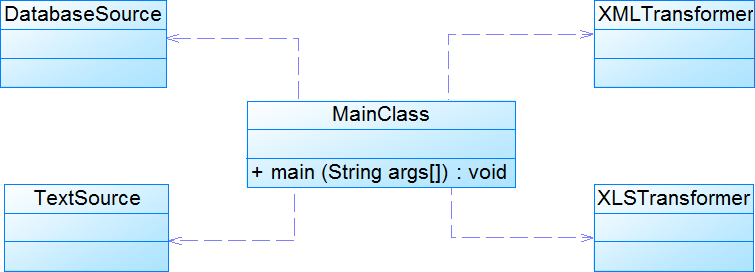 DatabaseSource
XMLTransformer
MainClass
+ main (String args[]) : void
TextSource
XLSTransformer